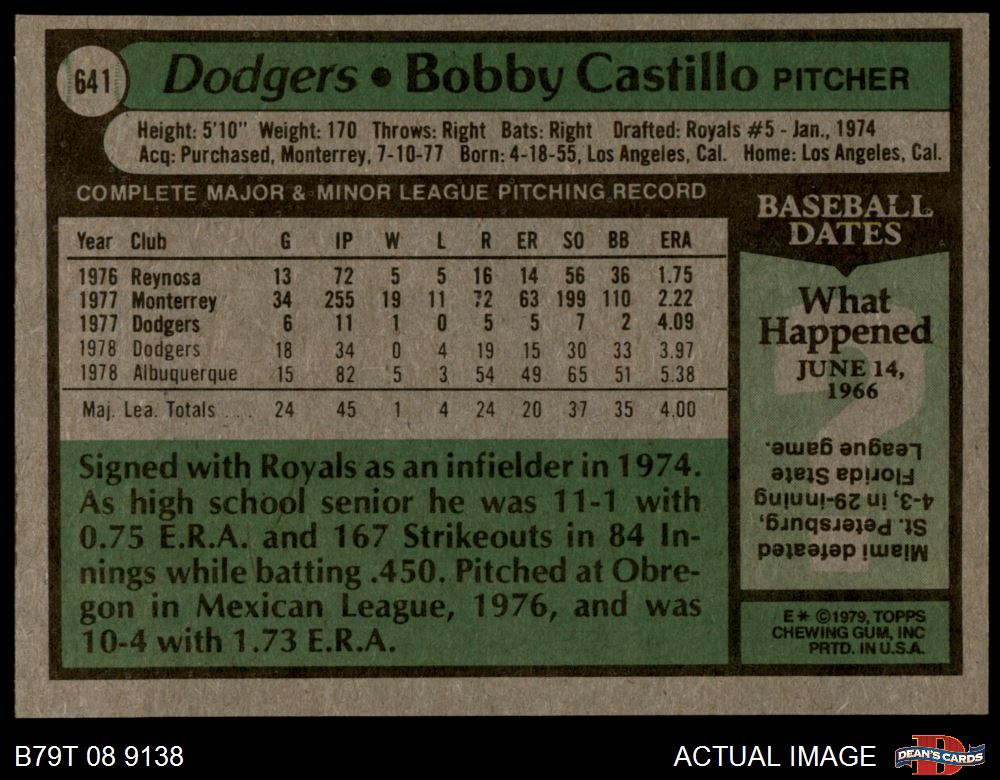 641
Dodgers • Bobby Castillo PITCHER
Height: 5'10" Weight: 170 Throws: Right Bats: Right Drafted: Royals #5 - Jan., 1974
Acq: Purchased, Monterrey, 7-10-77 Born: 4-18-55, Los Angeles, Cal. Home: Los Angeles, Cal.
COMPLETE MAJOR & MINOR LEAGUE PITCHING RECORD
Year Club G IP W L R ER SO BB ERA
1976 Reynosa 13 72 5 5 16 14 56 36 1.75
1977 Monterrey 34 255 19 11 72 63 199 110 2.22
1977 Dodgers 6 11 1 0 5 5 7 2 4.09
1978 Dodgers 18 34 0 4 19 15 30 33 3.97
1978 Albuquerque 15 82 5 3 54 49 65 51 5.38
Maj. Lea. Totals .... 24 45 1 4 24 20 37 35 4.00
Signed with Royals as an infielder in 1974.
As high school senior he was 11-1 with
0.75 E.R.A. and 167 Strikeouts in 84 In-
nings while batting .450. Pitched at Obre-
gon in Mexican League, 1976, and was
10-4 with 1.73 E.R.A.
BASEBALL
DATES
What
Happened
JUNE 14,
1966
Miami defeated
St. Petersburg,
4-3, in 29-inning
Florida State
League game.
E * ©1979, TOPPS
CHEWING GUM, INC
PRTD. IN U.S.A.
B79T 08 9138
ACTUAL IMAGE
DEAN'S CARDS